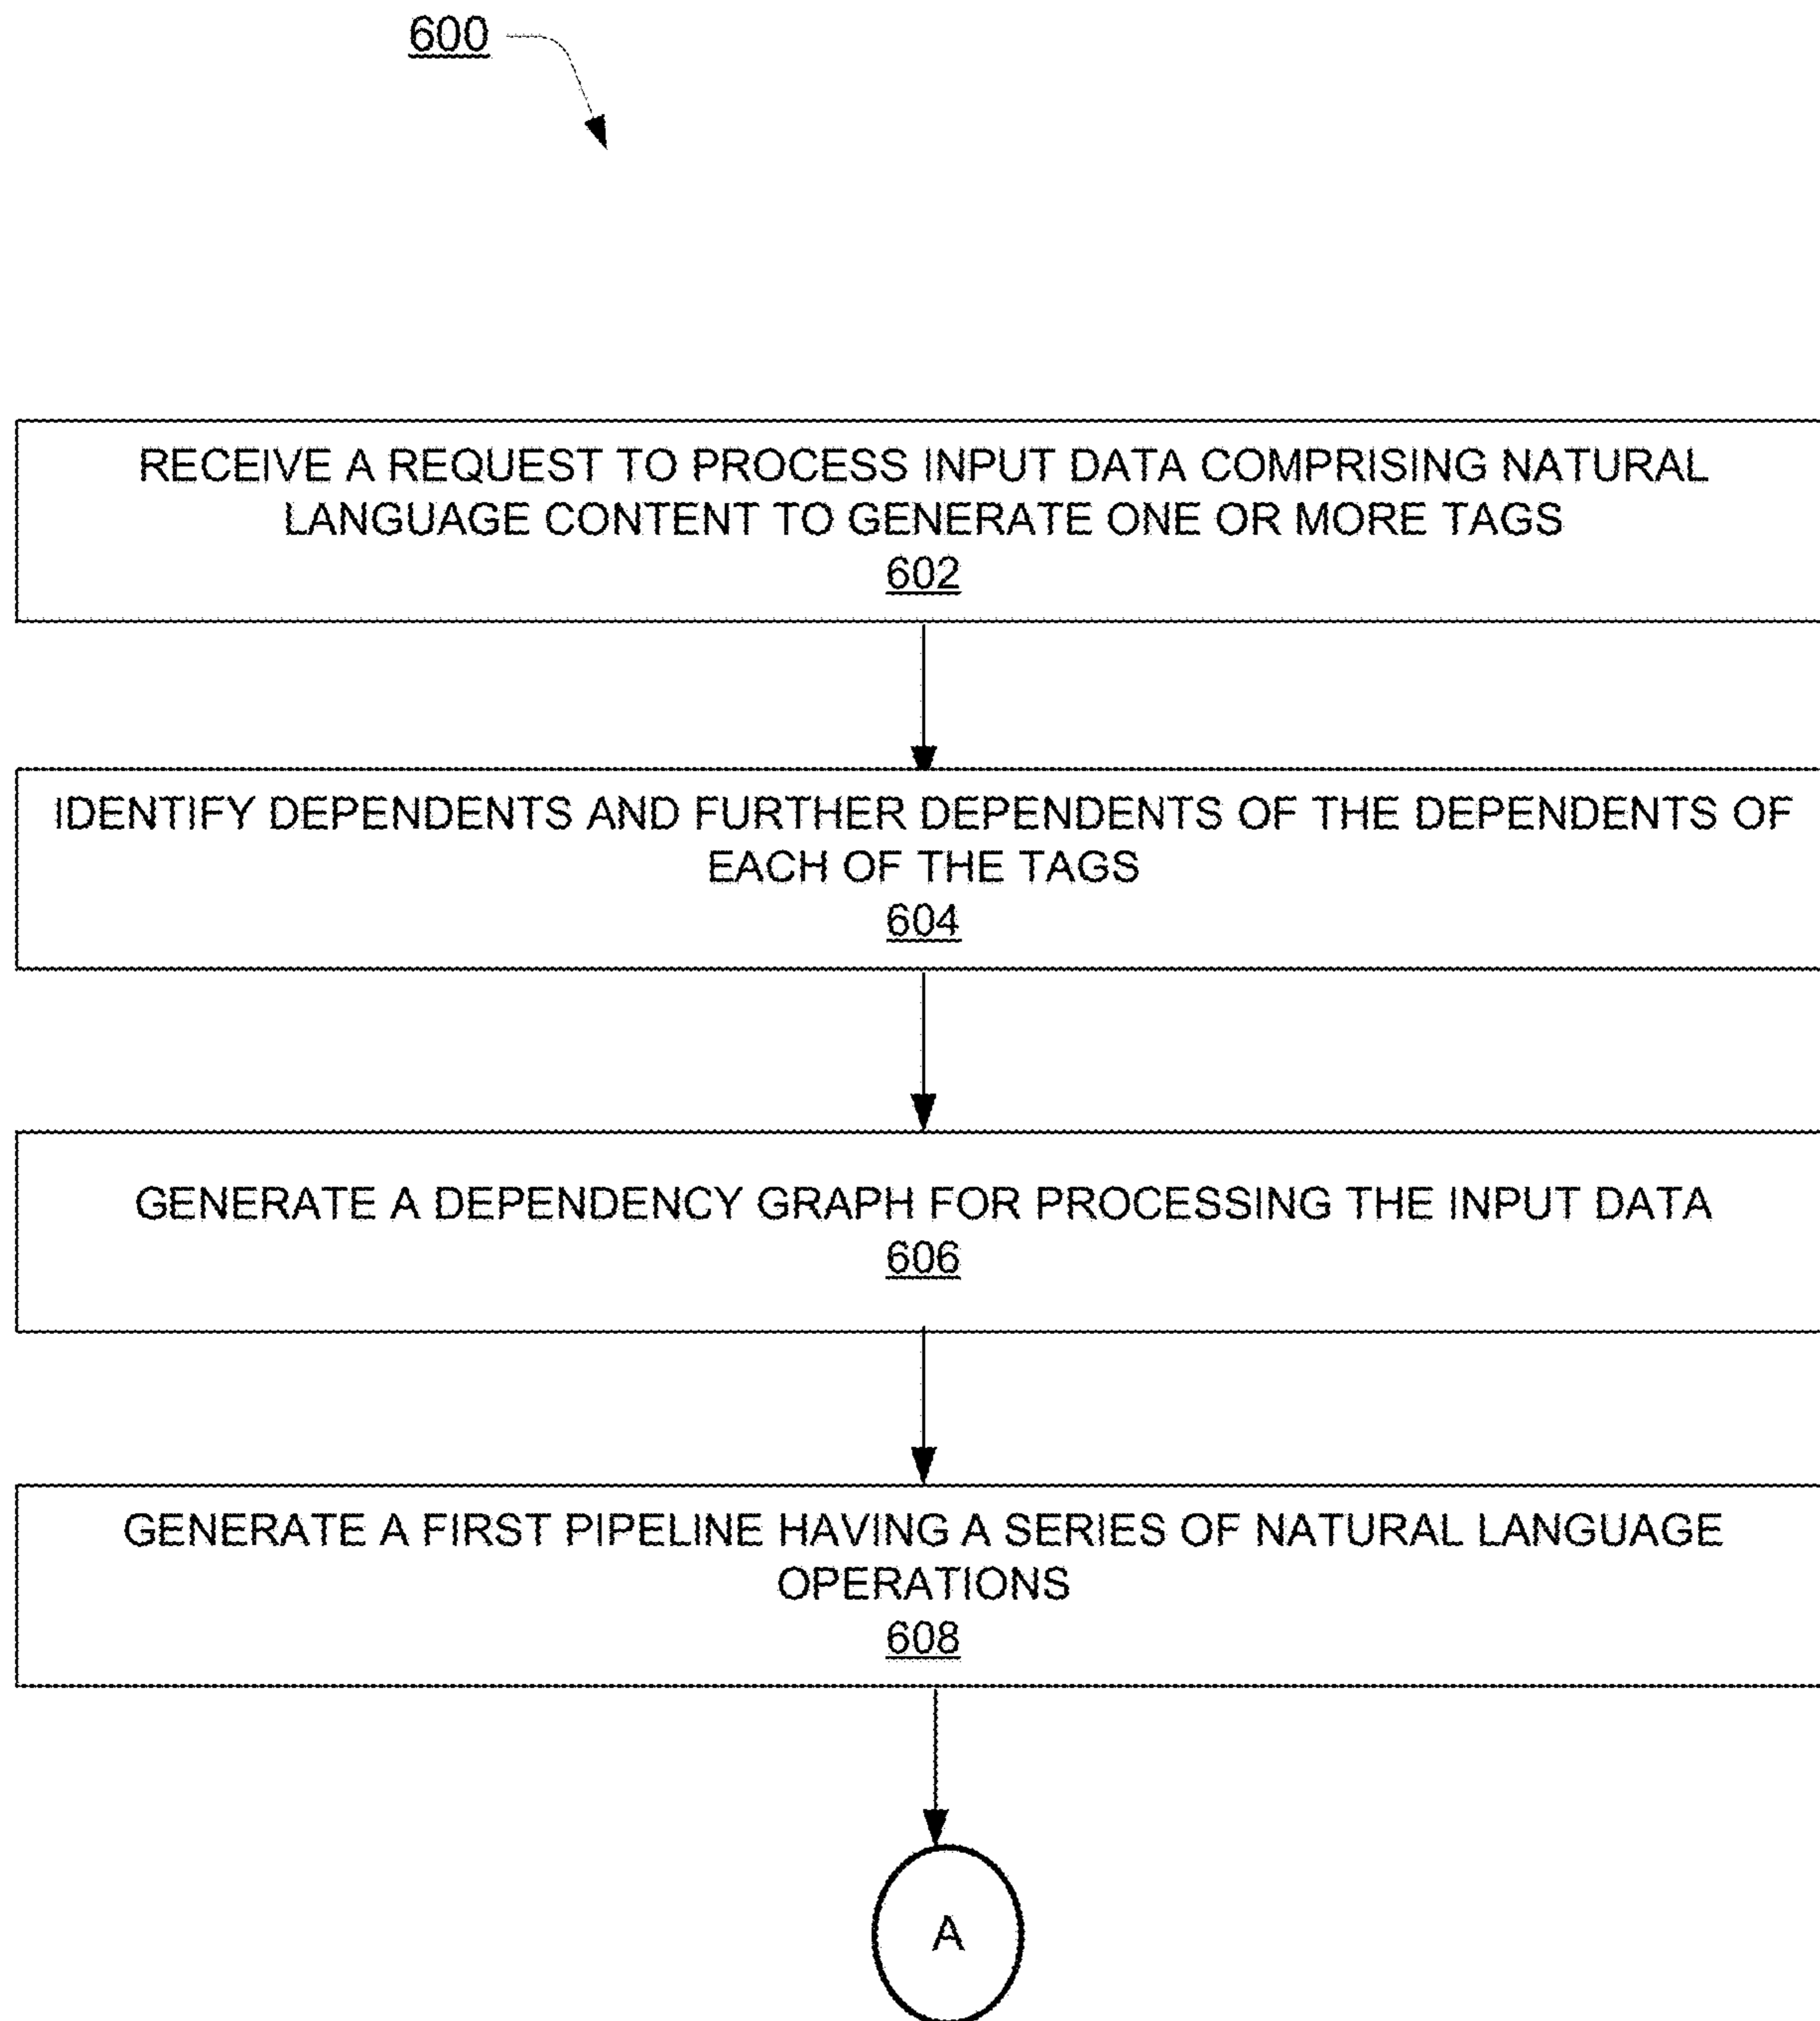 600
RECEIVE A REQUEST TO PROCESS INPUT DATA COMPRISING NATURAL
LANGUAGE CONTENT TO GENERATE ONE OR MORE TAGS
602
IDENTIFY DEPENDENTS AND FURTHER DEPENDENTS OF THE DEPENDENTS OF
EACH OF THE TAGS
604
GENERATE A DEPENDENCY GRAPH FOR PROCESSING THE INPUT DATA
606
GENERATE A FIRST PIPELINE HAVING A SERIES OF NATURAL LANGUAGE
OPERATIONS
608
A